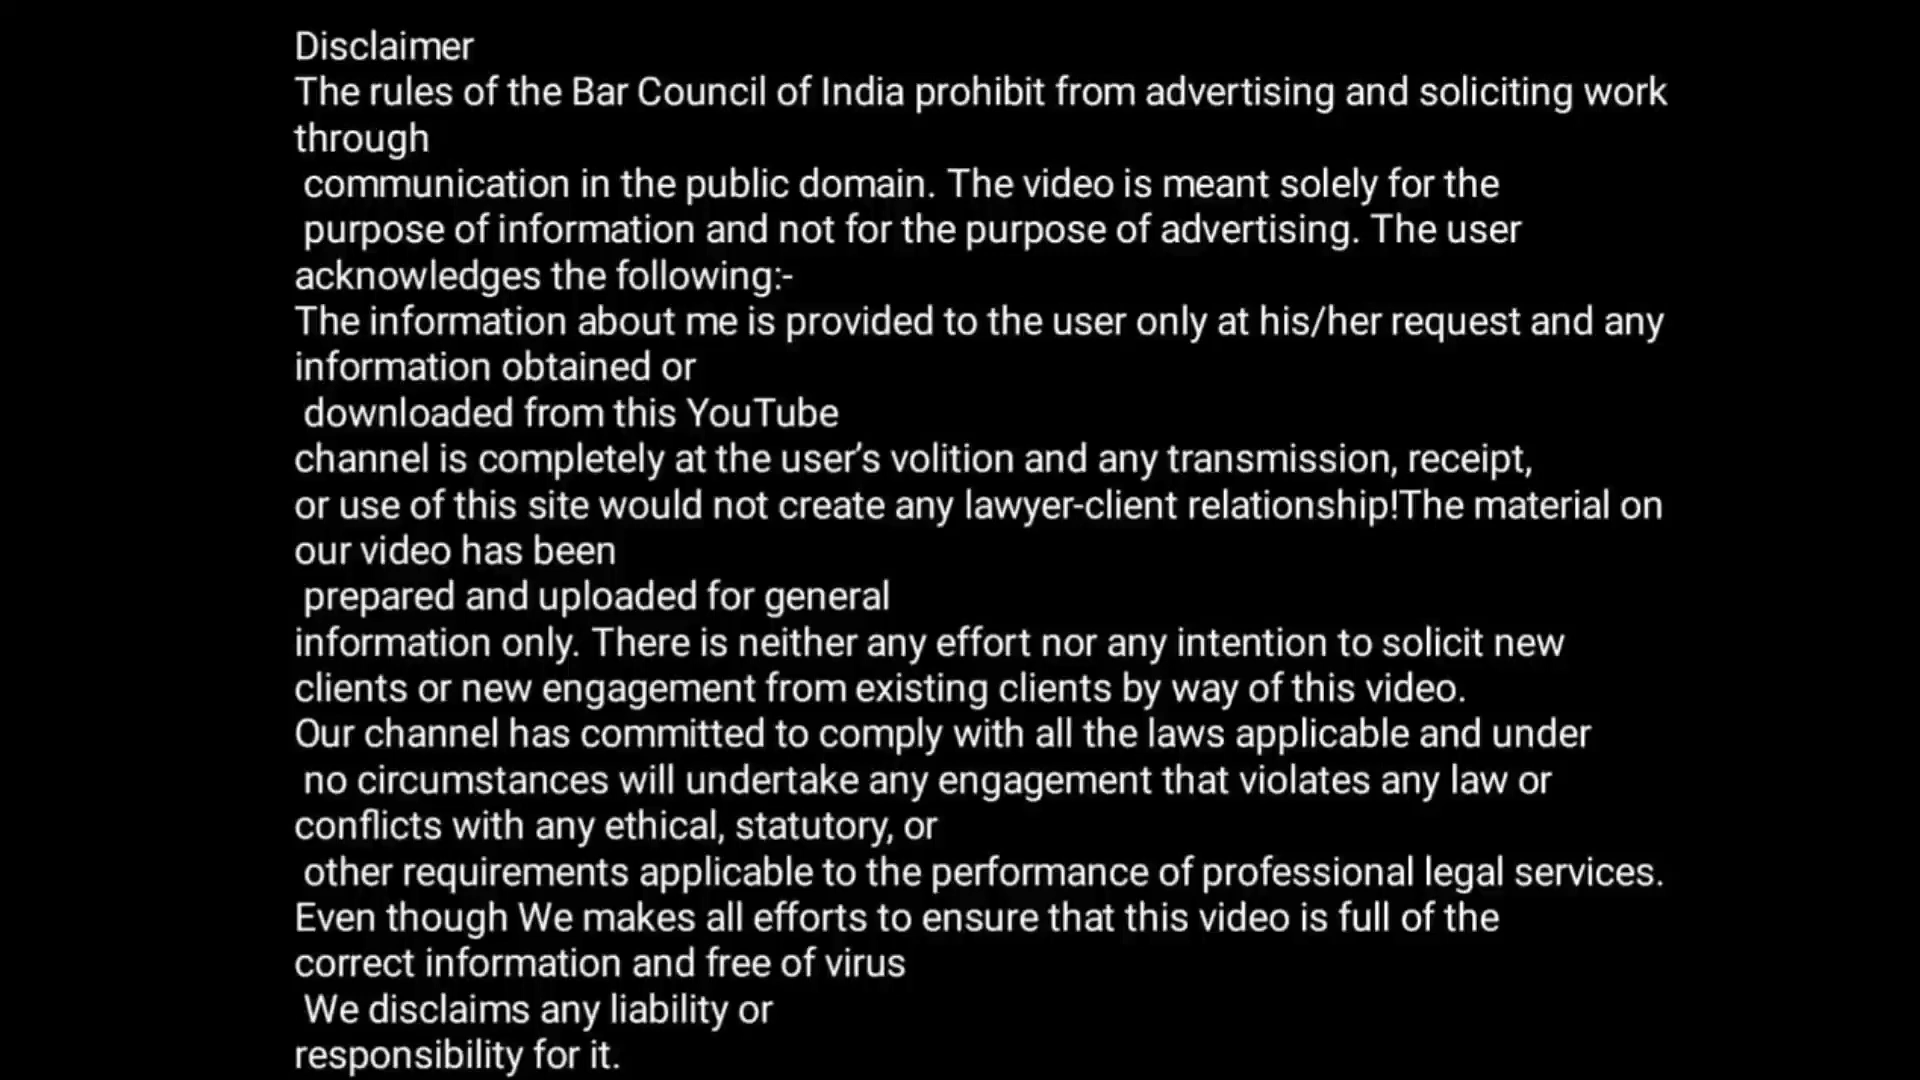 Disclaimer
The rules of the Bar Council of India prohibit from advertising and soliciting work
through
communication in the public domain. The video is meant solely for the
purpose of information and not for the purpose of advertising. The user
acknowledges the following:-
The information about me is provided to the user only at his/her request and any
information obtained or
downloaded from this YouTube
channel is completely at the user’s volition and any transmission, receipt,
or use of this site would not create any lawyer-client relationship!The material on
our video has been
prepared and uploaded for general
information only. There is neither any effort nor any intention to solicit new
clients or new engagement from existing clients by way of this video.
Our channel has committed to comply with all the laws applicable and under
no circumstances will undertake any engagement that violates any law or
conflicts with any ethical, statutory, or
other requirements applicable to the performance of professional legal services.
Even though We makes all efforts to ensure that this video is full of the
correct information and free of virus
We disclaims any liability or
responsibility for it.